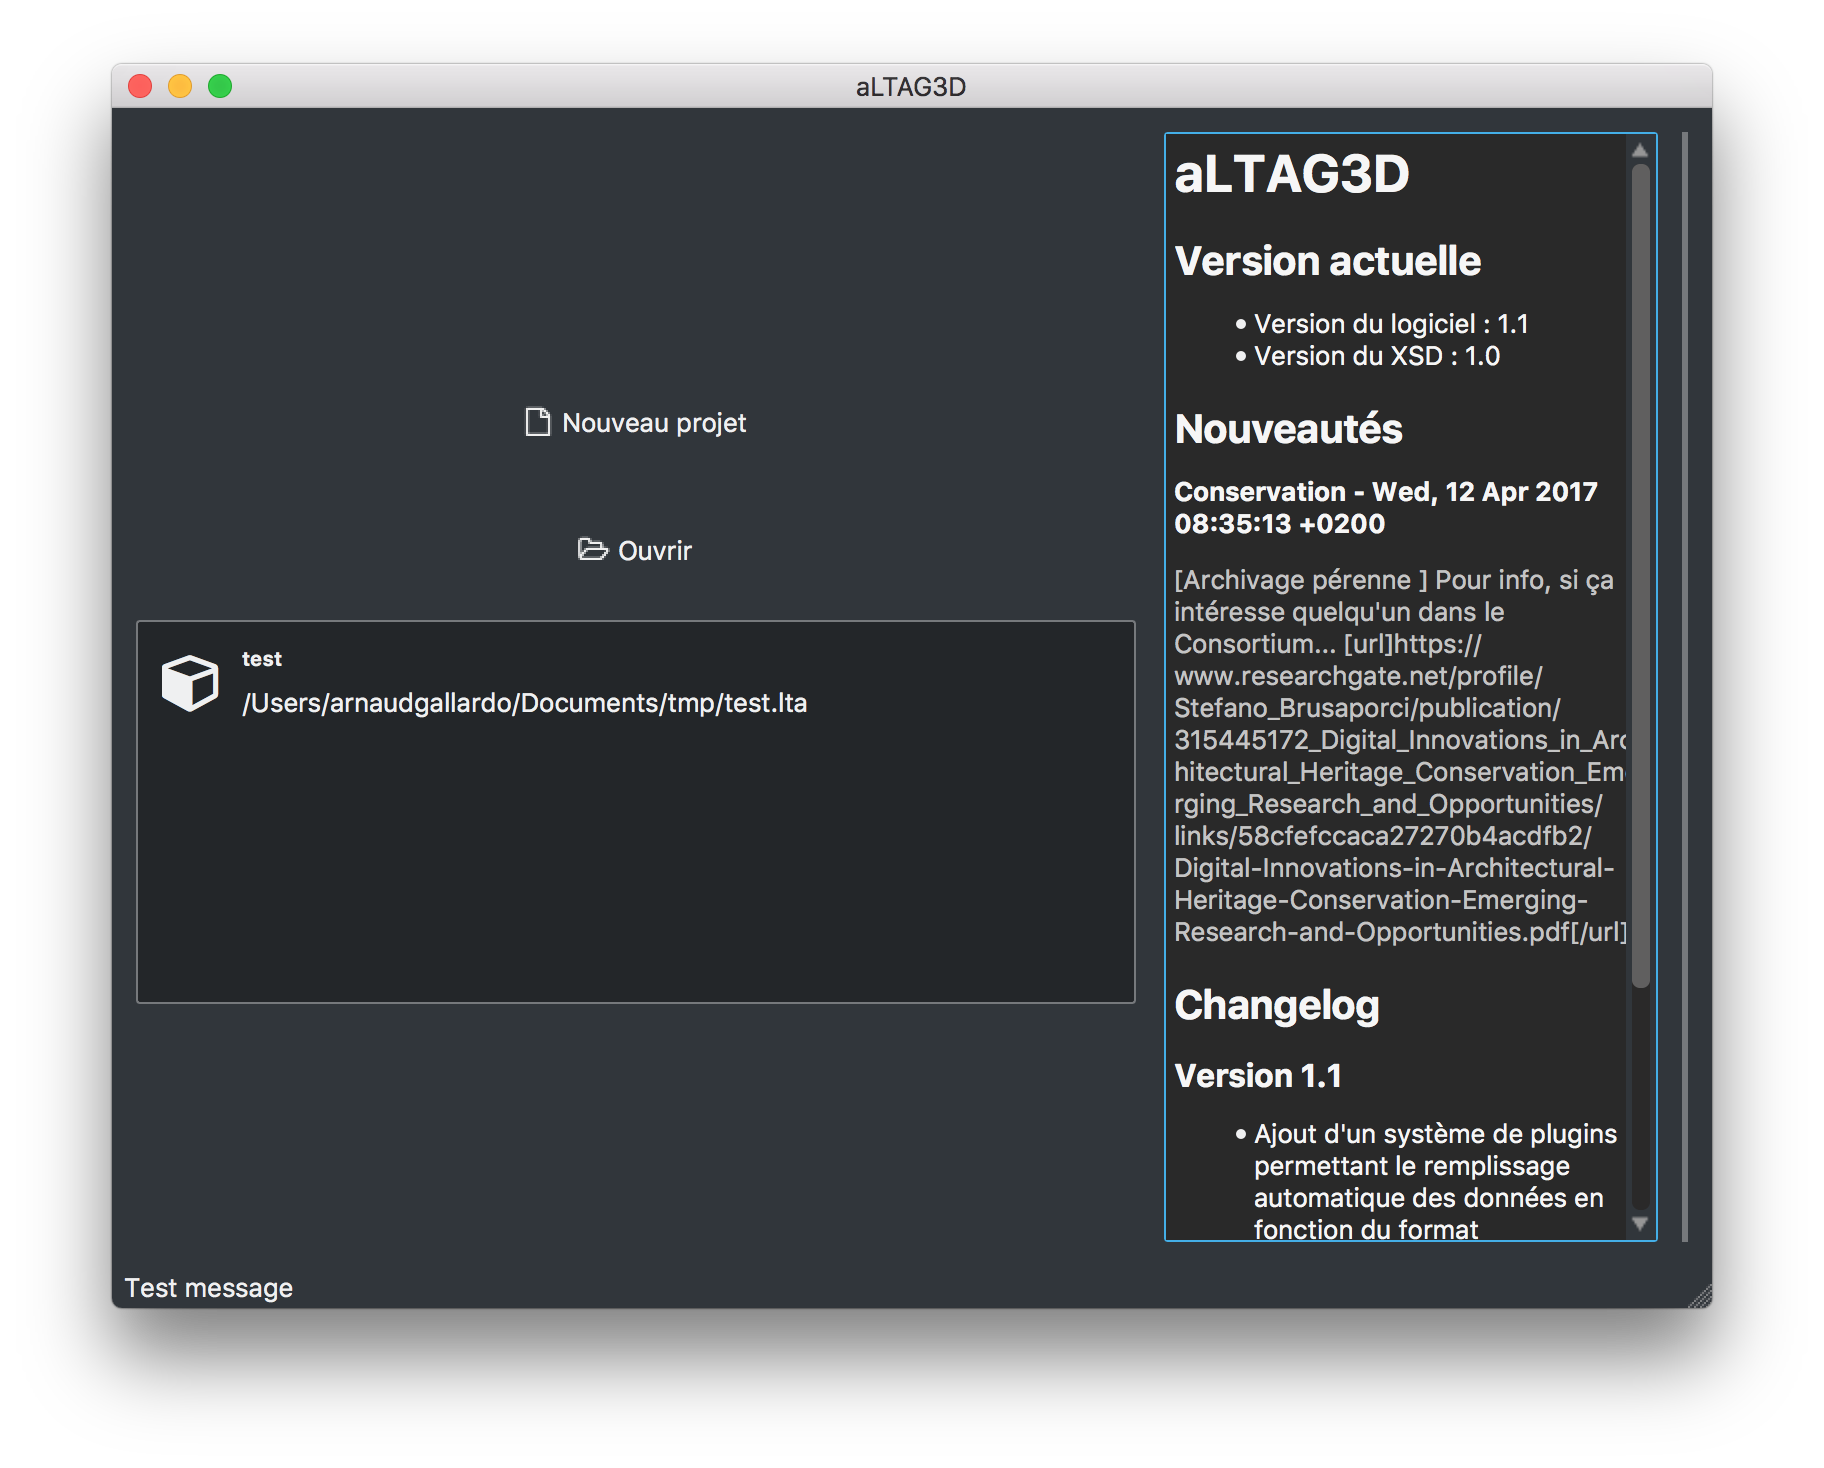 aLTAG3D
Nouveau projet
Ouvrir
test
/Users/arnaudgallardo/Documents/tmp/test.lta
aLTAG3D
Version actuelle
• Version du logiciel : 1.1
• Version du XSD : 1.0
Nouveautés
Conservation - Wed, 12 Apr 2017
08:35:13 +0200
[Archivage pérenne ] Pour info, si ça
intéresse quelqu'un dans le
Consortium... [url]https://
www.researchgate.net/profile/
Stefano_Brusaporci/publication/
315445172_Digital_Innovations_in_Arc
hitectural_Heritage_Conservation_Eme
rging_Research_and_Opportunities/
links/58cfefccaca27270b4acdfb2/
Digital-Innovations-in-Architectural-
Heritage-Conservation-Emerging-
Research-and-Opportunities.pdf[/url]
Changelog
Version 1.1
• Ajout d'un système de plugins
permettant le remplissage
automatique des données en
fonction du format
Test message